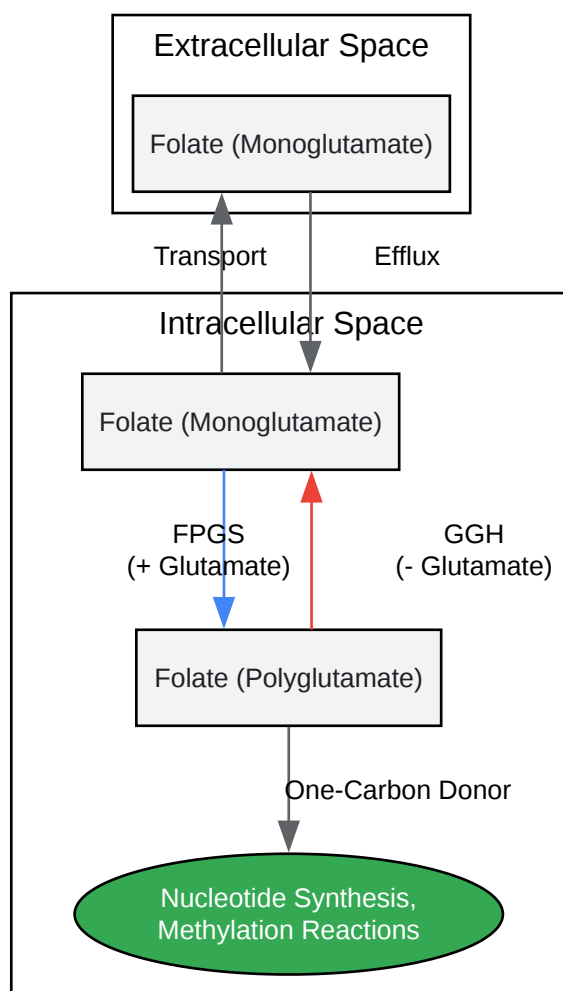 Extracellular Space
Folate (Monoglutamate)
Transport
Efflux
Intracellular Space
Folate (Monoglutamate)
FPGS
(+ Glutamate)
GGH
(- Glutamate)
Folate (Polyglutamate)
One-Carbon Donor
Nucleotide Synthesis,
Methylation Reactions